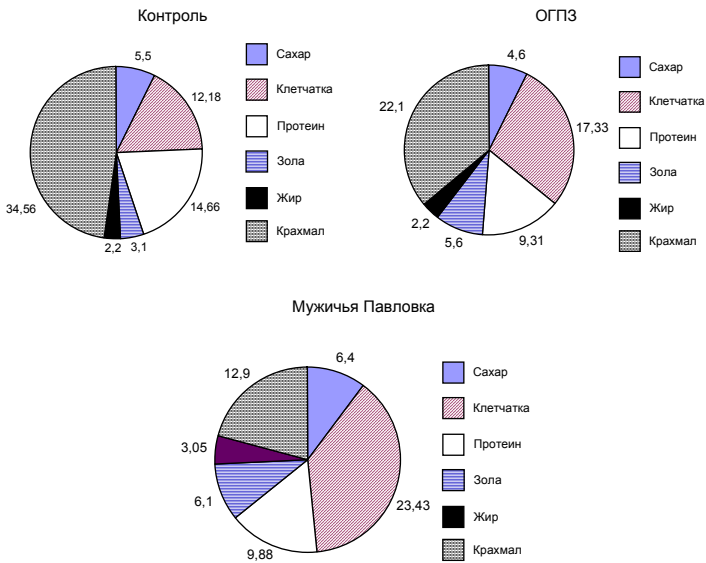 Контроль
5,5
12,18
14,66
3,1
2,2
34,56
Сахар
Клетчатка
Протеин
Зола
Жир
Крахмал
ОГПЗ
4,6
17,33
9,31
5,6
2,2
22,1
Сахар
Клетчатка
Протеин
Зола
Жир
Крахмал
Мужичья Павловка
6,4
23,43
9,88
6,1
3,05
12,9
Сахар
Клетчатка
Протеин
Зола
Жир
Крахмал